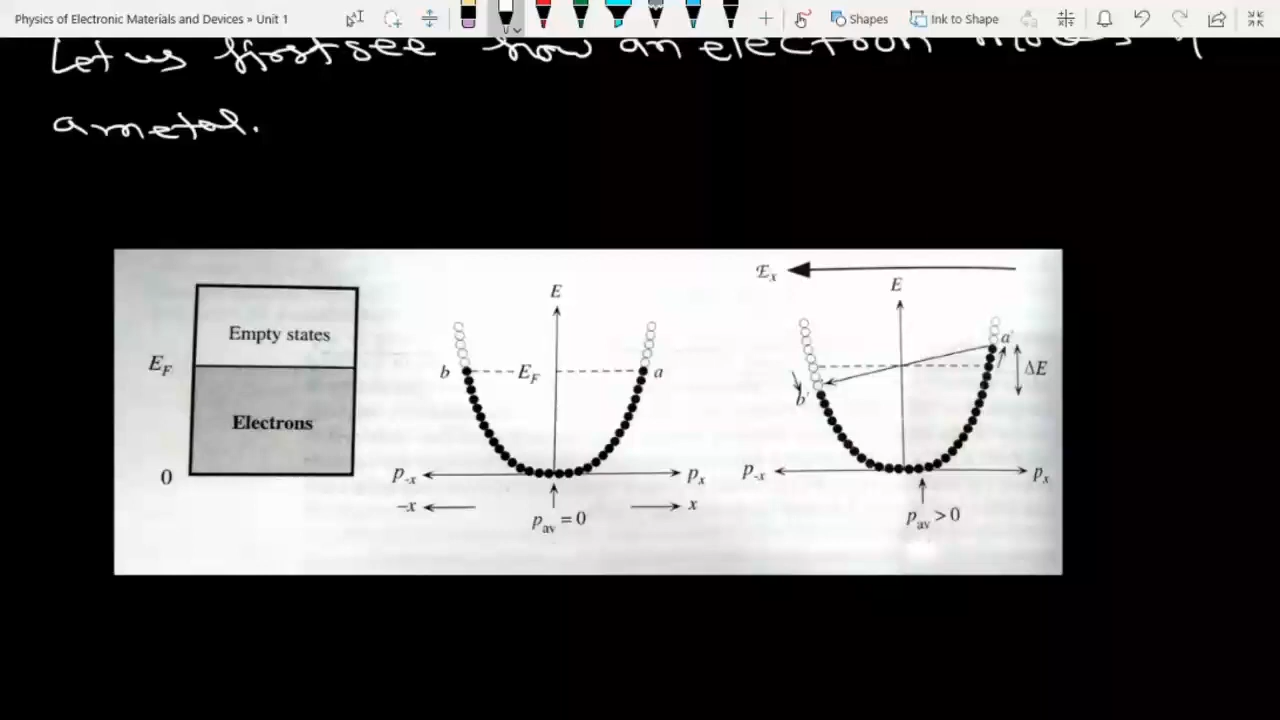 Physics of Electronic Materials and Devices » Unit 1
Shapes
Ink to Shape
Let us first see how an electron moves
a metal.
Empty states
E_F
Electrons
0
E
b
E_F
a
p_-x
p_x
-x
x
p_av = 0
ℰ_x
E
a'
ΔE
b'
p_-x
p_x
p_av > 0